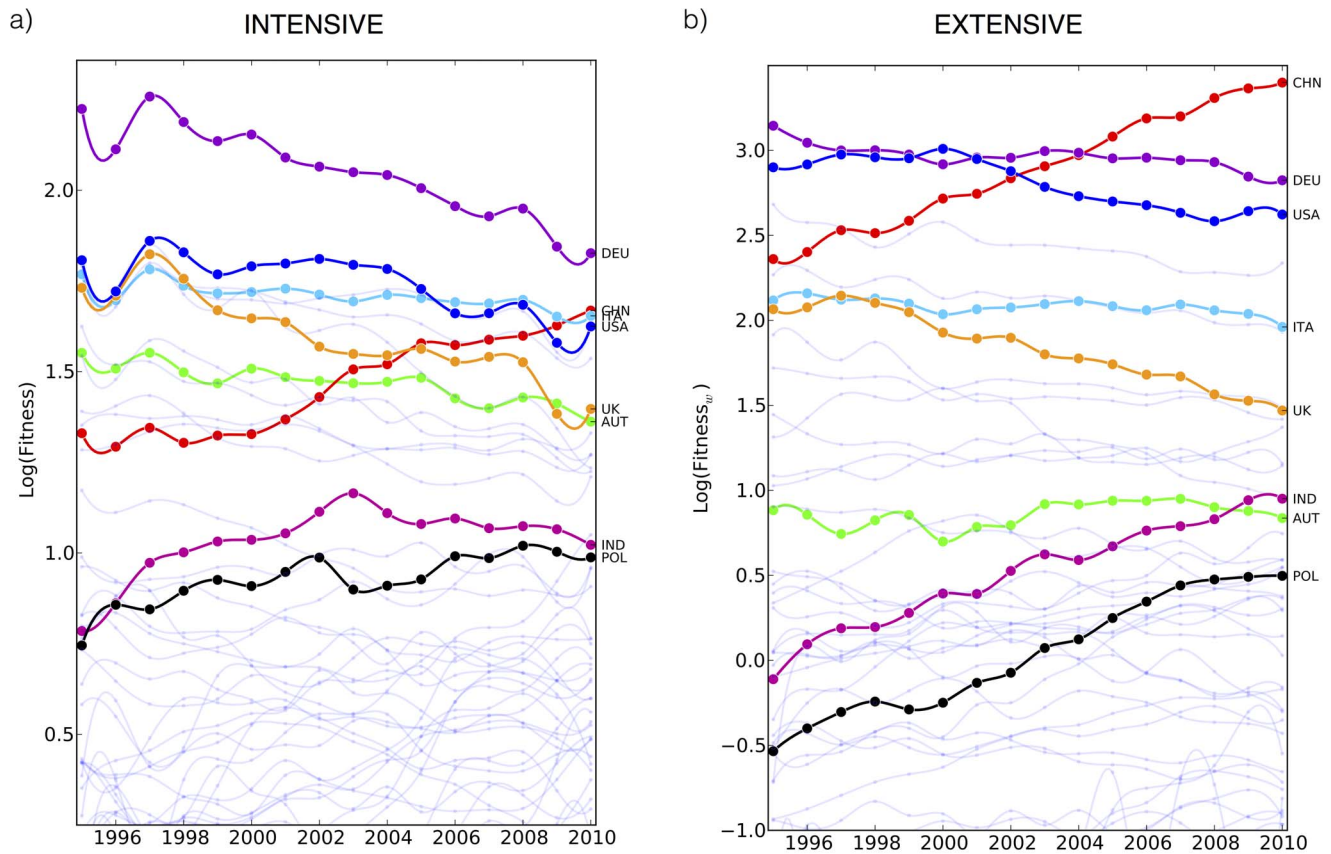 a)
INTENSIVE
Log(Fitness)
2.0
1.5
1.0
0.5
1996 1998 2000 2002 2004 2006 2008 2010
DEU
CHN
ITA
USA
UK
AUT
IND
POL
b)
EXTENSIVE
Log(Fitness_w)
3.0
2.5
2.0
1.5
1.0
0.5
0.0
−0.5
−1.0
1996 1998 2000 2002 2004 2006 2008 2010
CHN
DEU
USA
ITA
UK
IND
AUT
POL